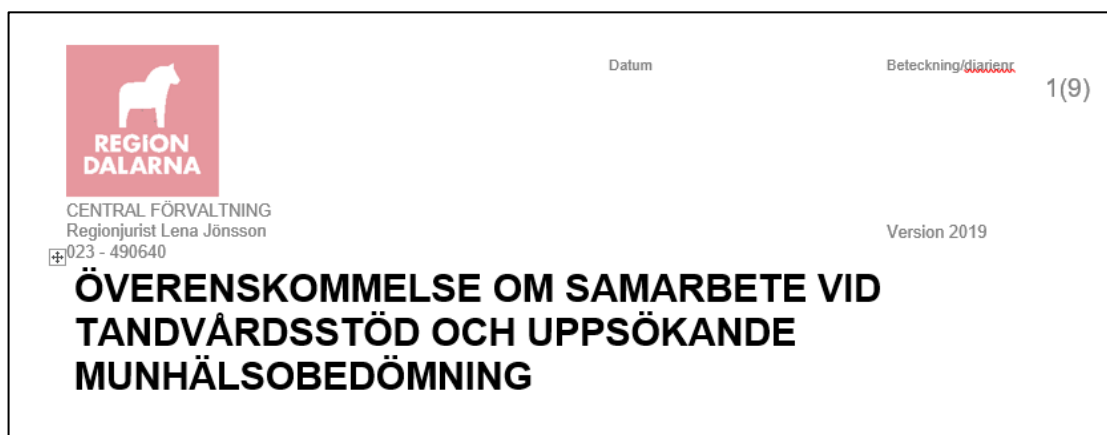 Datum
Beteckning/diarienr
1(9)
REGION
DALARNA
CENTRAL FÖRVALTNING
Regionjurist Lena Jönsson
Version 2019
023 - 490640
ÖVERENSKOMMELSE OM SAMARBETE VID
TANDVÅRDSSTÖD OCH UPPSÖKANDE
MUNHÄLSOBEDÖMNING